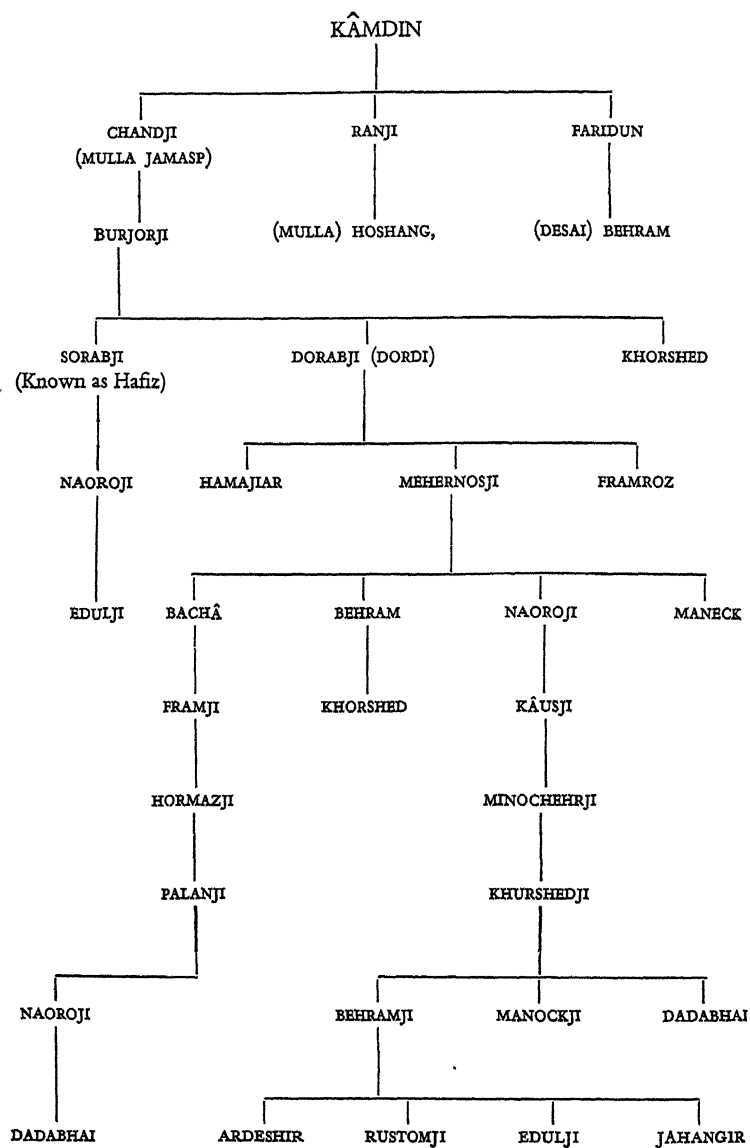 KÂMDIN
CHANDJI RANJI FARIDUN
(MULLA JAMASP)
BURJORJI (MULLA) HOSHANG, (DESAI) BEHRAM
SORABJI DORABJI (DORDI) KHORSHED
(Known as Hafiz)
NAOROJI HAMAJIAR MEHERNOSJI FRAMROZ
EDULJI BACHÂ BEHRAM NAOROJI MANECK
FRAMJI KHORSHED KÂUSJI
HORMAZJI MINOCHEHRJI
PALANJI KHURSHEDJI
NAOROJI BEHRAMJI MANOCKJI DADABHAI
DADABHAI ARDESHIR RUSTOMJI EDULJI JAHANGIR